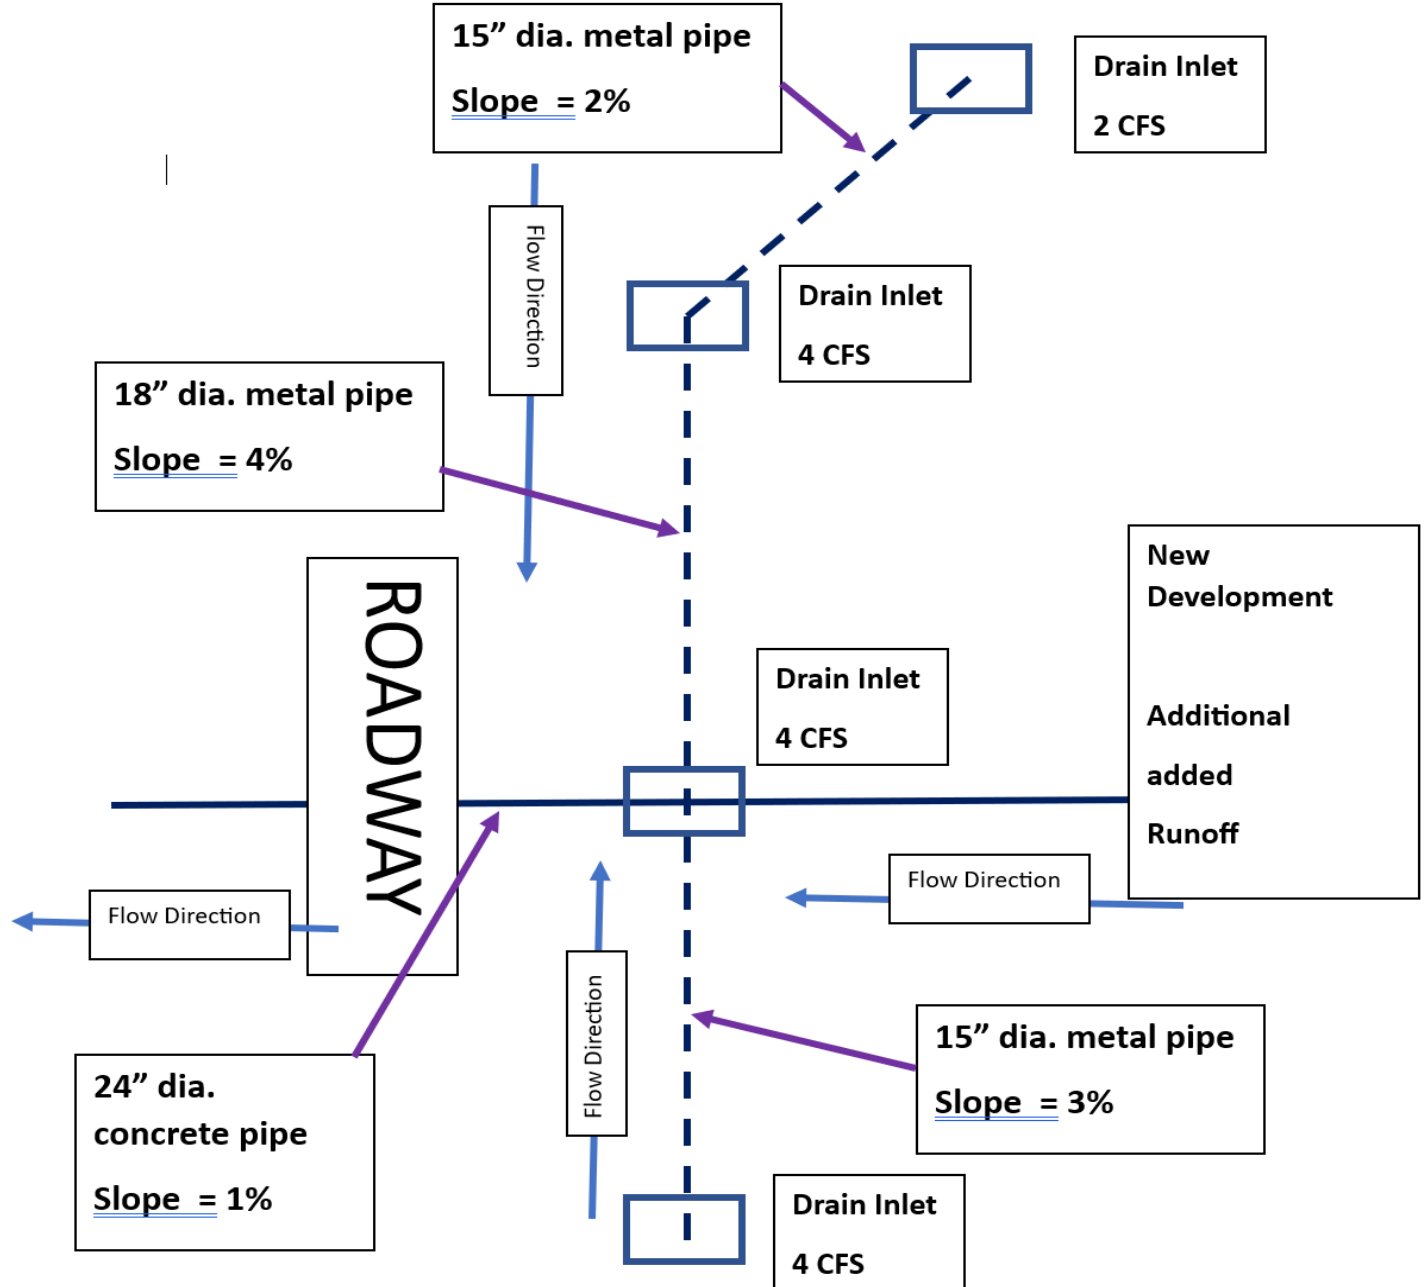 15” dia. metal pipe
Slope = 2%
Drain Inlet
2 CFS
Flow Direction
Drain Inlet
4 CFS
18” dia. metal pipe
Slope = 4%
ROADWAY
New
Development
Additional
added
Runoff
Drain Inlet
4 CFS
Flow Direction
Flow Direction
Flow Direction
15” dia. metal pipe
Slope = 3%
24” dia.
concrete pipe
Slope = 1%
Drain Inlet
4 CFS